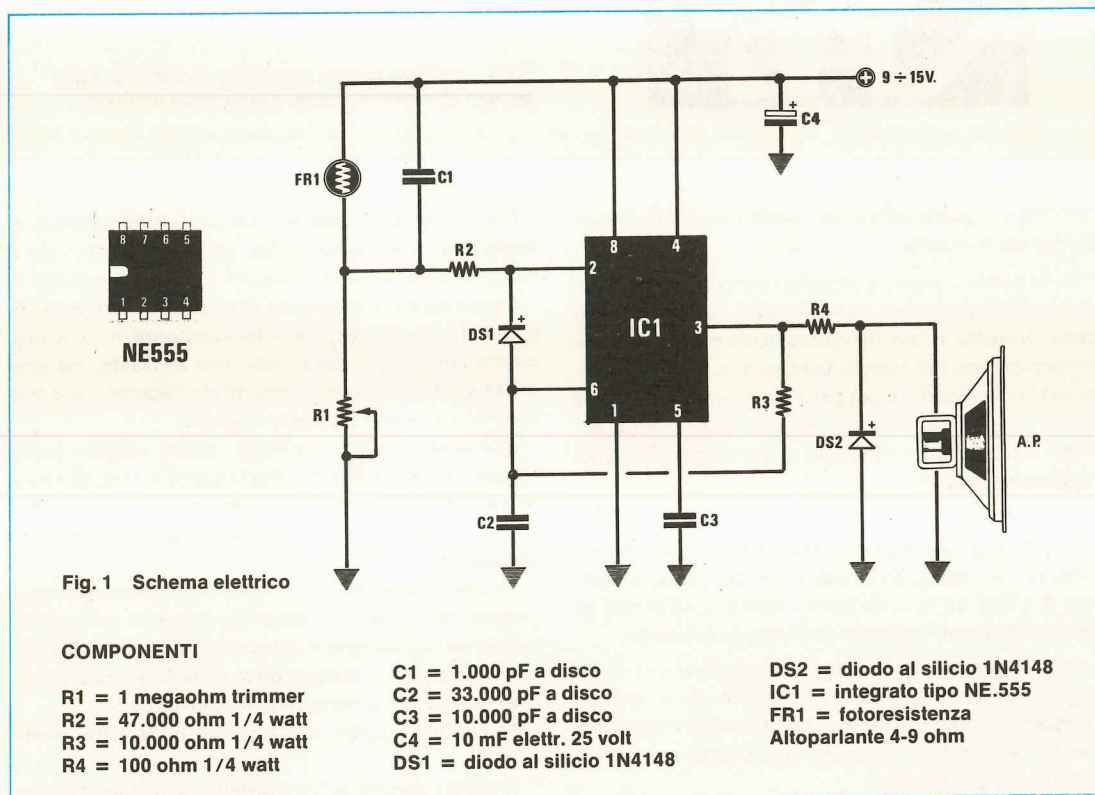 9 ÷ 15V.
C4
+
FR1
C1
8 7 6 5
1 2 3 4
NE555
R2
2
8
4
IC1
3
6
1
5
DS1
+
R1
R4
R3
DS2
+
A.P.
C2
C3
Fig. 1 Schema elettrico
COMPONENTI
R1 = 1 megaohm trimmer
R2 = 47.000 ohm 1/4 watt
R3 = 10.000 ohm 1/4 watt
R4 = 100 ohm 1/4 watt
C1 = 1.000 pF a disco
C2 = 33.000 pF a disco
C3 = 10.000 pF a disco
C4 = 10 mF elettr. 25 volt
DS1 = diodo al silicio 1N4148
DS2 = diodo al silicio 1N4148
IC1 = integrato tipo NE.555
FR1 = fotoresistenza
Altoparlante 4-9 ohm